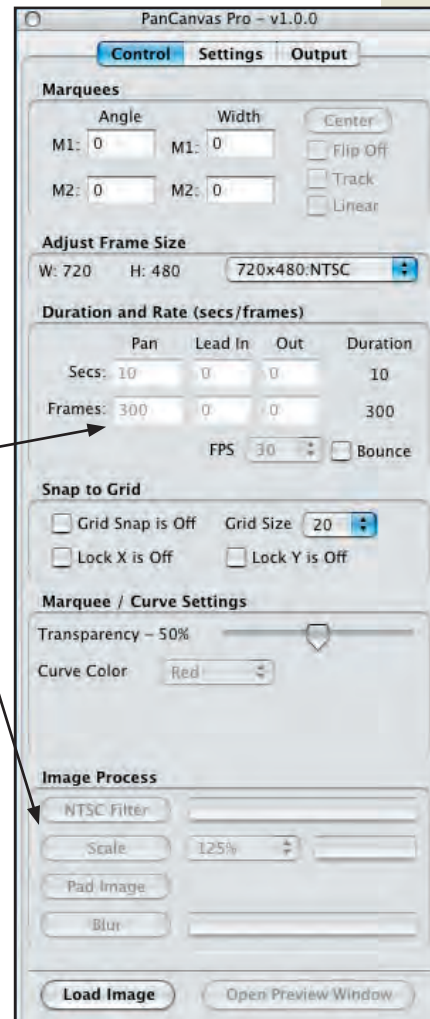 PanCanvas Pro – v1.0.0
Control Settings Output
Marquees
Angle Width Center
M1: 0 M1: 0 Flip Off
Track
M2: 0 M2: 0 Linear
Adjust Frame Size
W: 720 H: 480 720x480:NTSC
Duration and Rate (secs/frames)
Pan Lead In Out Duration
Secs: 10 0 0 10
Frames: 300 0 0 300
FPS 30 Bounce
Snap to Grid
Grid Snap is Off Grid Size 20
Lock X is Off Lock Y is Off
Marquee / Curve Settings
Transparency – 50%
Curve Color Red
Image Process
NTSC Filter
Scale 125%
Pad Image
Blur
Load Image Open Preview Window